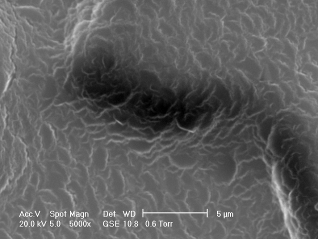 Acc.V Spot Magn Det WD 5 µm
20.0 kV 5.0 5000x GSE 10.8 0.6 Torr